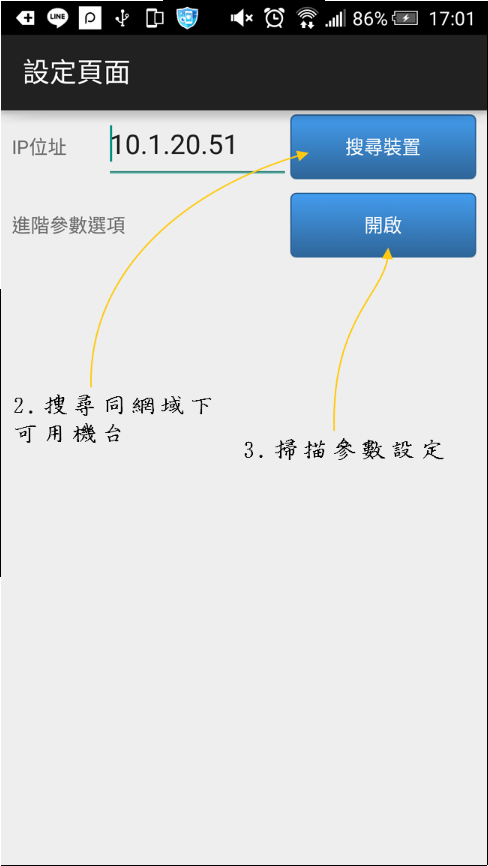 LINE 86% 17:01
設定頁面
IP位址 10.1.20.51 搜尋裝置
進階參數選項 開啟
2.搜尋同網域下
可用機台
3.掃描參數設定